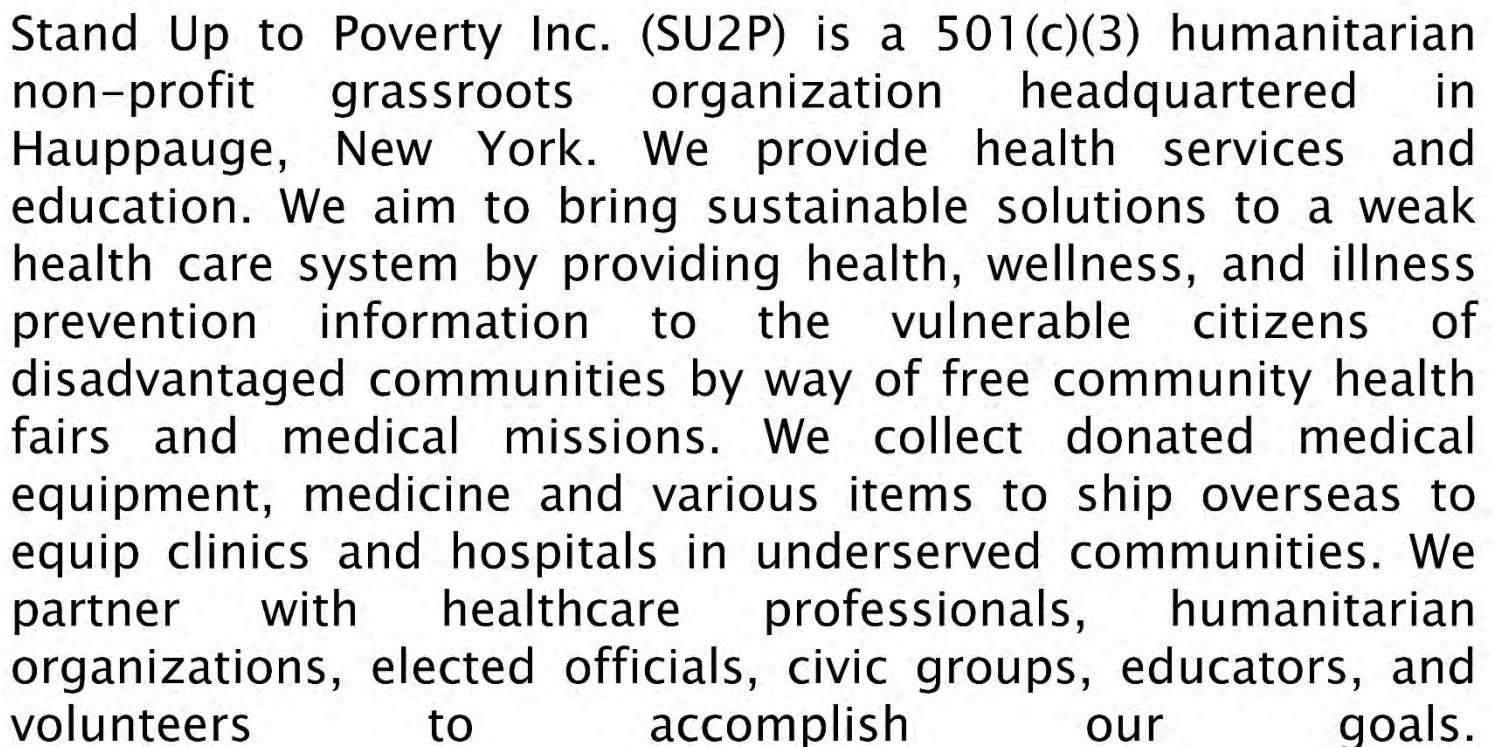 Stand Up to Poverty Inc. (SU2P) is a 501(c)(3) humanitarian
non-profit grassroots organization headquartered in
Hauppauge, New York. We provide health services and
education. We aim to bring sustainable solutions to a weak
health care system by providing health, wellness, and illness
prevention information to the vulnerable citizens of
disadvantaged communities by way of free community health
fairs and medical missions. We collect donated medical
equipment, medicine and various items to ship overseas to
equip clinics and hospitals in underserved communities. We
partner with healthcare professionals, humanitarian
organizations, elected officials, civic groups, educators, and
volunteers to accomplish our goals.